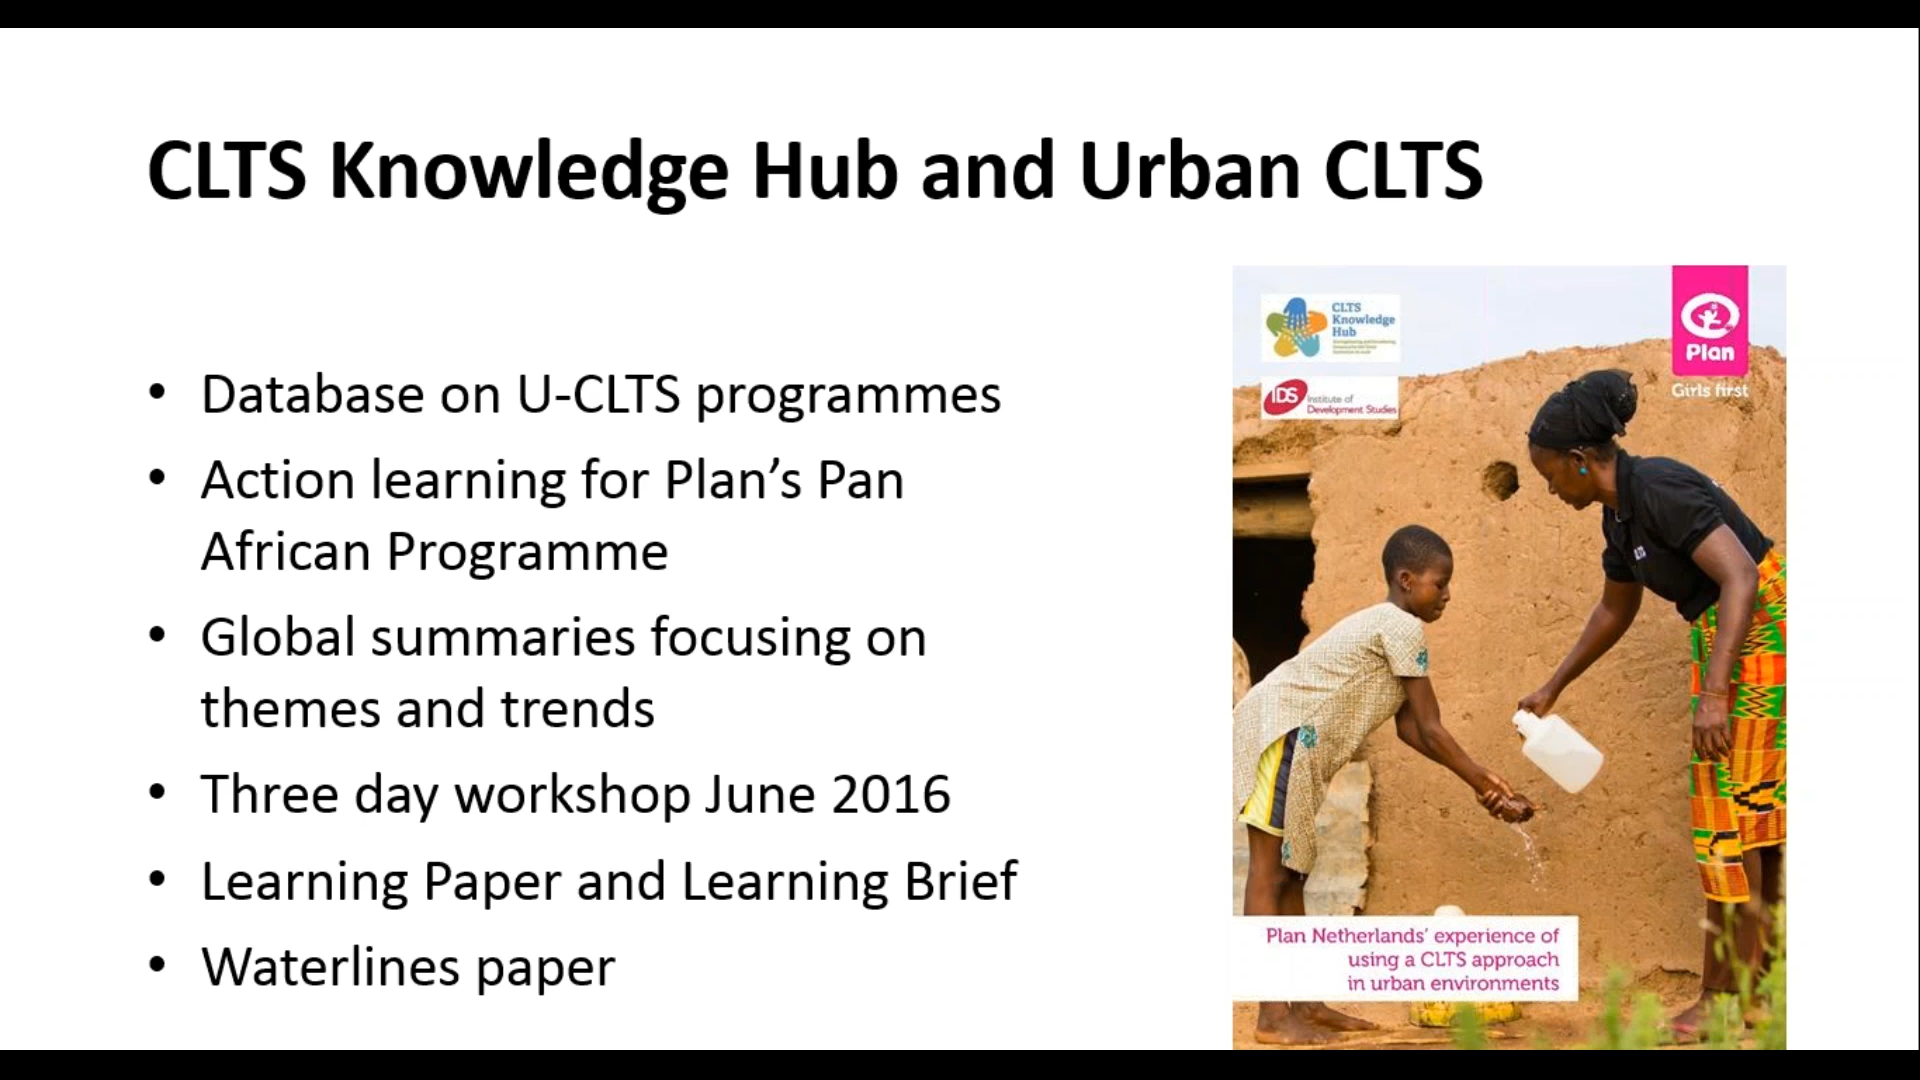 CLTS Knowledge Hub and Urban CLTS
• Database on U-CLTS programmes
• Action learning for Plan’s Pan
African Programme
• Global summaries focusing on
themes and trends
• Three day workshop June 2016
• Learning Paper and Learning Brief
• Waterlines paper
CLTS
Knowledge
Hub
IDS
Institute of
Development Studies
Plan
Girls first
Plan Netherlands’ experience of
using a CLTS approach
in urban environments